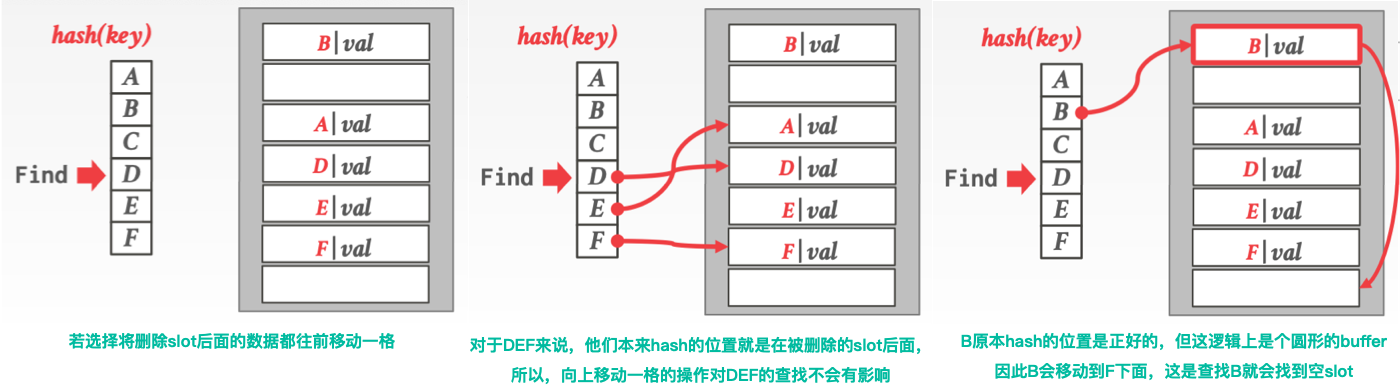 hash(key)
A
B
C
Find
D
E
F
B|val
A|val
D|val
E|val
F|val
若选择将删除slot后面的数据都往前移动一格
hash(key)
A
B
C
Find
D
E
F
B|val
A|val
D|val
E|val
F|val
对于DEF来说，他们本来hash的位置就是在被删除的slot后面，
所以，向上移动一格的操作对DEF的查找不会有影响
hash(key)
A
B
C
Find
D
E
F
B|val
A|val
D|val
E|val
F|val
B原本hash的位置是正好的，但这逻辑上是个圆形的buffer
因此B会移动到F下面，这是查找B就会找到空slot